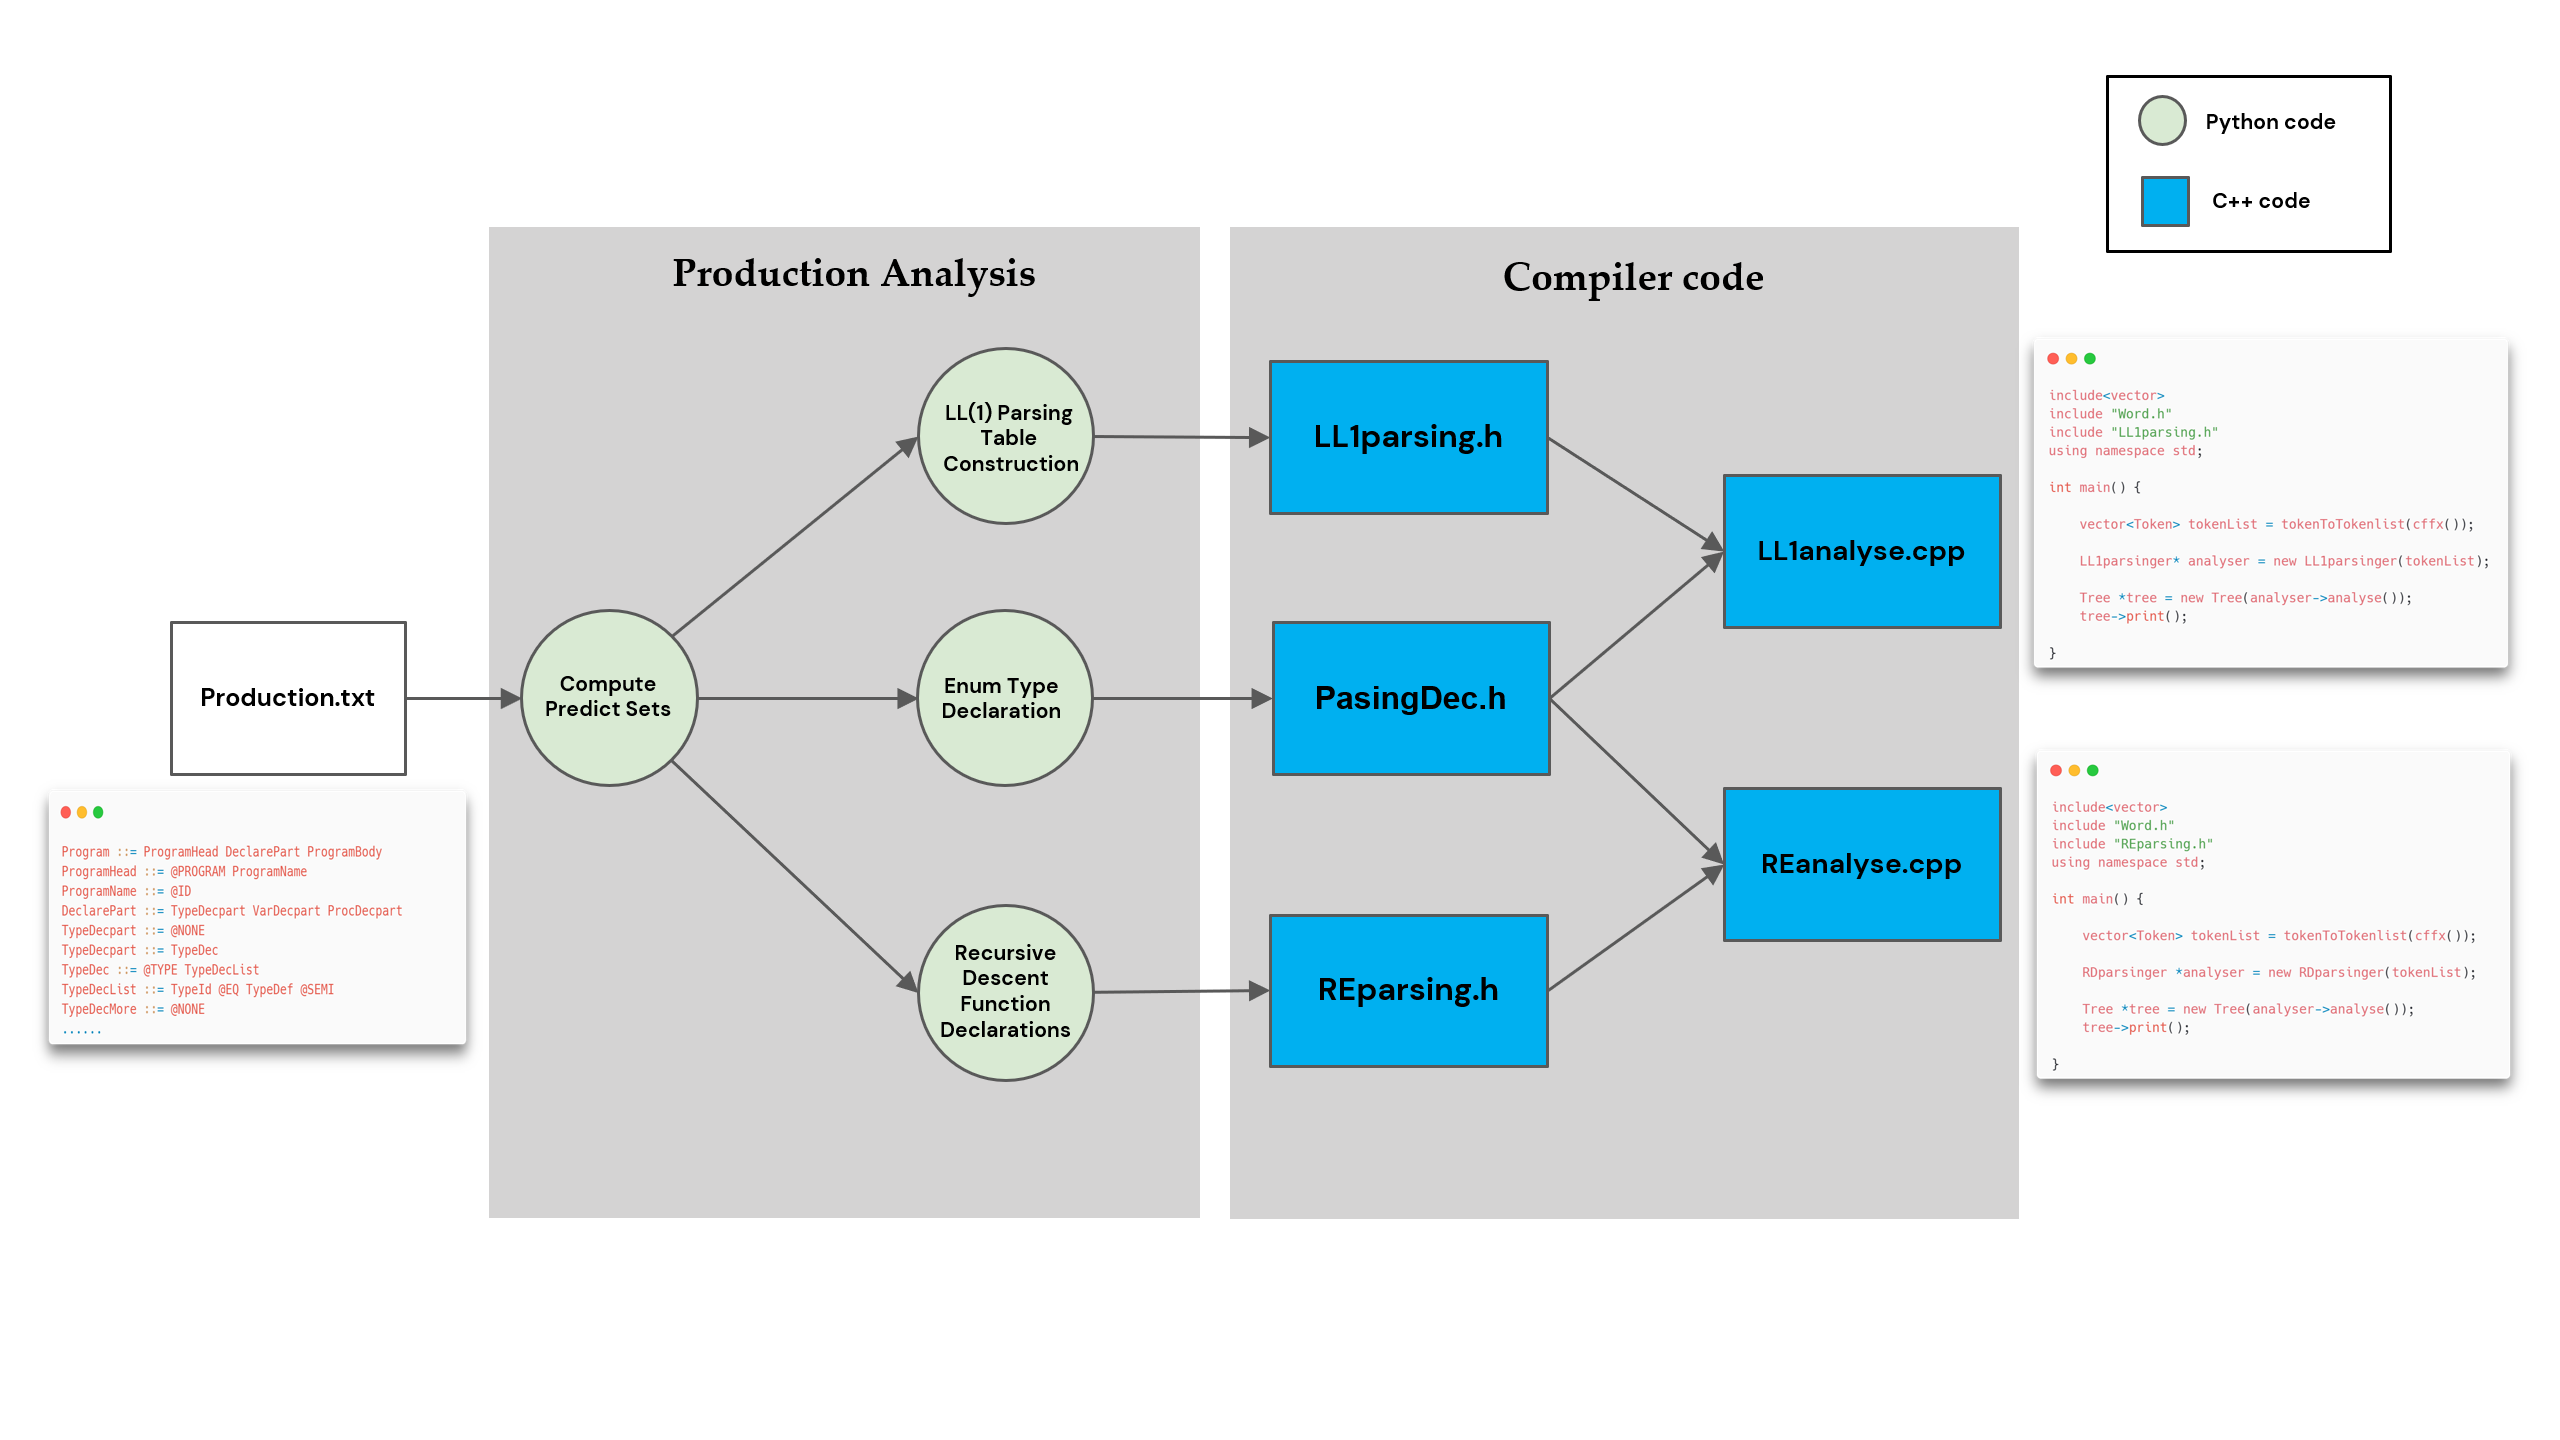 Python code
C++ code
Production Analysis
Compiler code
Production.txt
Compute
Predict Sets
LL(1) Parsing
Table
Construction
Enum Type
Declaration
Recursive
Descent
Function
Declarations
LL1parsing.h
PasingDec.h
REparsing.h
LL1analyse.cpp
REanalyse.cpp
Program ::= ProgramHead DeclarePart ProgramBody
ProgramHead ::= @PROGRAM ProgramName
ProgramName ::= @ID
DeclarePart ::= TypeDecpart VarDecpart ProcDecpart
TypeDecpart ::= @NONE
TypeDecpart ::= TypeDec
TypeDec ::= @TYPE TypeDecList
TypeDecList ::= TypeId @EQ TypeDef @SEMI
TypeDecMore ::= @NONE
......
include<vector>
include "Word.h"
include "LL1parsing.h"
using namespace std;
int main() {
vector<Token> tokenList = tokenToTokenlist(cffx());
LL1parsinger* analyser = new LL1parsinger(tokenList);
Tree *tree = new Tree(analyser->analyse());
tree->print();
}
include<vector>
include "Word.h"
include "REparsing.h"
using namespace std;
int main() {
vector<Token> tokenList = tokenToTokenlist(cffx());
RDparsinger *analyser = new RDparsinger(tokenList);
Tree *tree = new Tree(analyser->analyse());
tree->print();
}